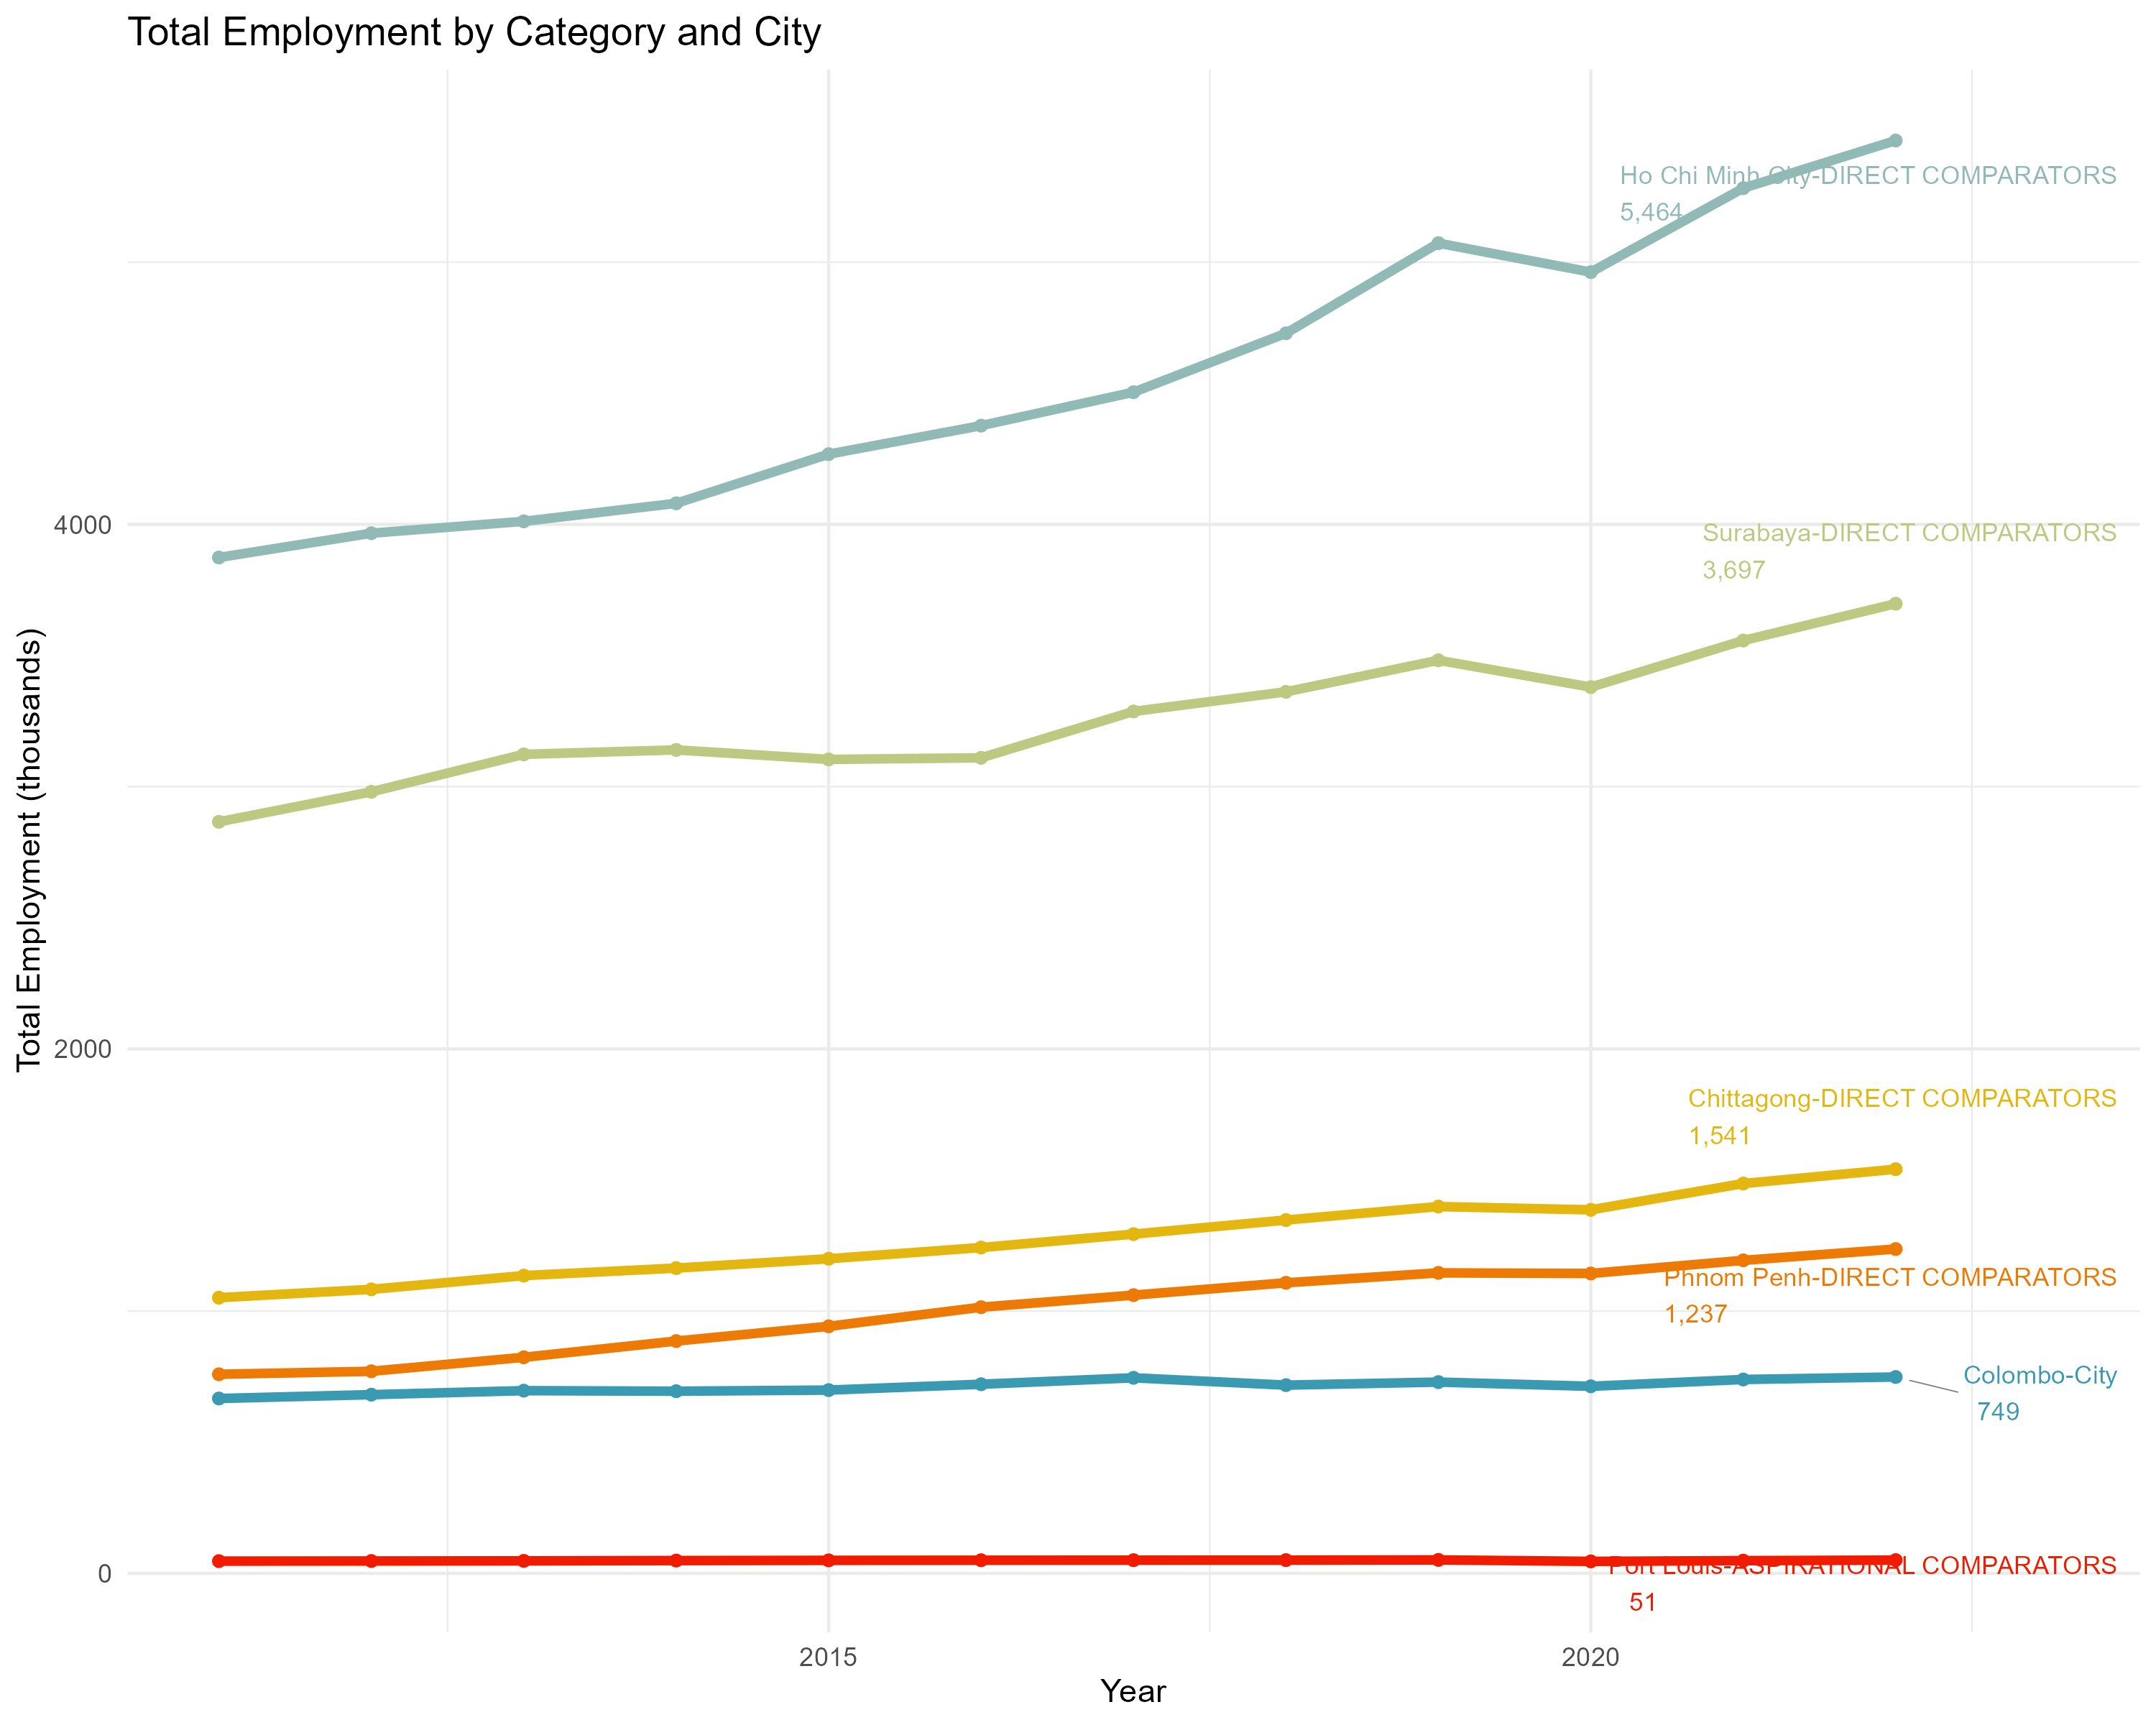 Total Employment by Category and City
Ho Chi Minh City-DIRECT COMPARATORS
5,464
4000
Surabaya-DIRECT COMPARATORS
3,697
Total Employment (thousands)
2000
Chittagong-DIRECT COMPARATORS
1,541
Phnom Penh-DIRECT COMPARATORS
1,237
Colombo-City
749
0
Port Louis-ASPIRATIONAL COMPARATORS
51
2015
2020
Year